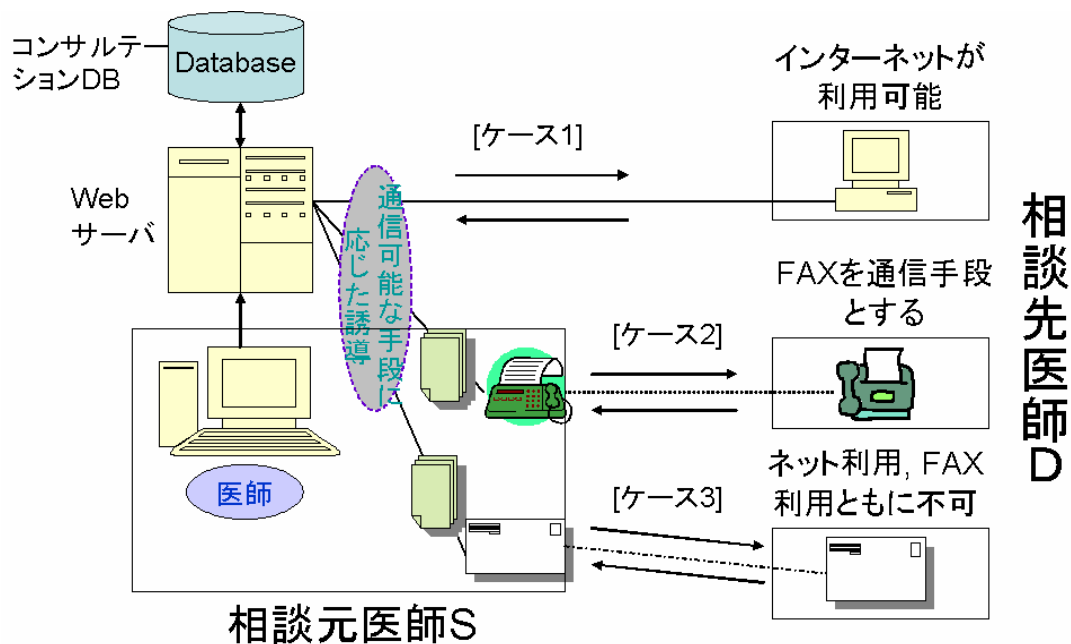 コンサルテー
ションDB
Database
インターネットが
利用可能
[ケース1]
Web
サーバ
通信可能な手段に
応じた誘導
FAXを通信手段
とする
[ケース2]
相談先医師D
医師
ネット利用, FAX
利用ともに不可
[ケース3]
相談元医師S